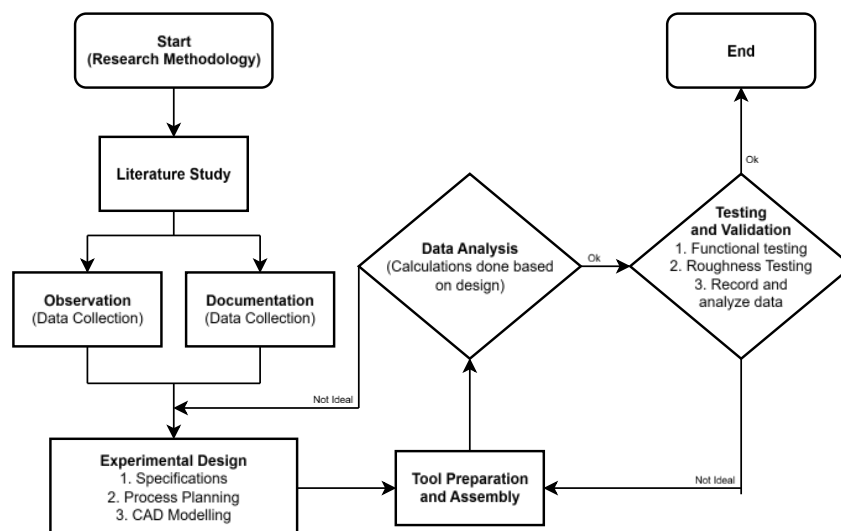 Start
(Research Methodology)
End
Literature Study
Ok
Testing
and Validation
1. Functional testing
2. Roughness Testing
3. Record and
analyze data
Data Analysis
(Calculations done based
on design)
Ok
Observation
(Data Collection)
Documentation
(Data Collection)
Not Ideal
Experimental Design
1. Specifications
2. Process Planning
3. CAD Modelling
Tool Preparation
and Assembly
Not Ideal